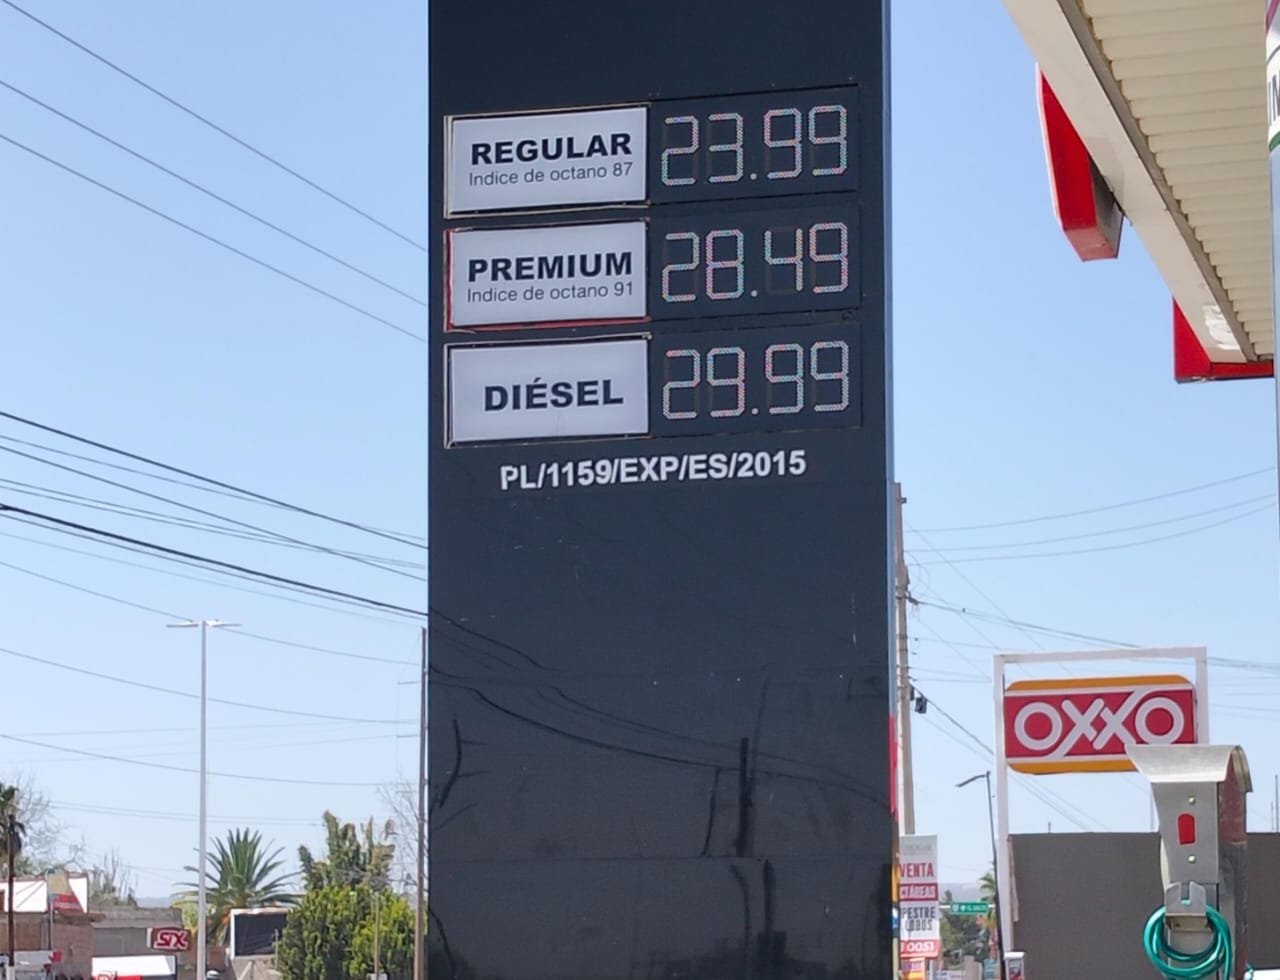 REGULAR
Indice de octano 87
23.99
PREMIUM
Indice de octano 91
28.49
DIÉSEL
29.99
PL/1159/EXP/ES/2015
OXXO
SIX
VENTA